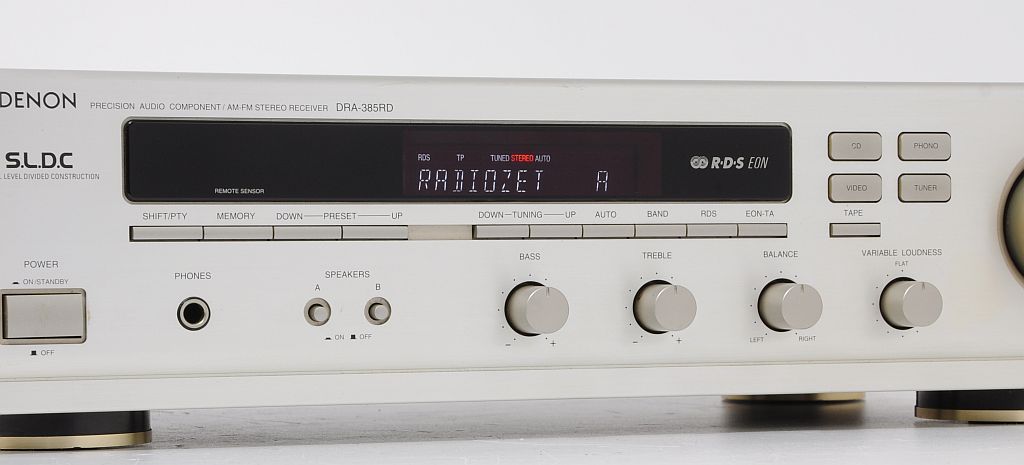 DENON PRECISION AUDIO COMPONENT / AM-FM STEREO RECEIVER DRA-385RD
S.L.D.C
LEVEL DIVIDED CONSTRUCTION
RDS TP TUNED STEREO AUTO
RADIOZET A
REMOTE SENSOR
R·D·S EON
CD PHONO
VIDEO TUNER
TAPE
SHIFT/PTY MEMORY DOWN PRESET UP DOWN TUNING UP AUTO BAND RDS EON-TA
POWER
ON/STANDBY
OFF
PHONES
SPEAKERS
A B
ON OFF
BASS
- +
TREBLE
- +
BALANCE
LEFT RIGHT
VARIABLE LOUDNESS
FLAT